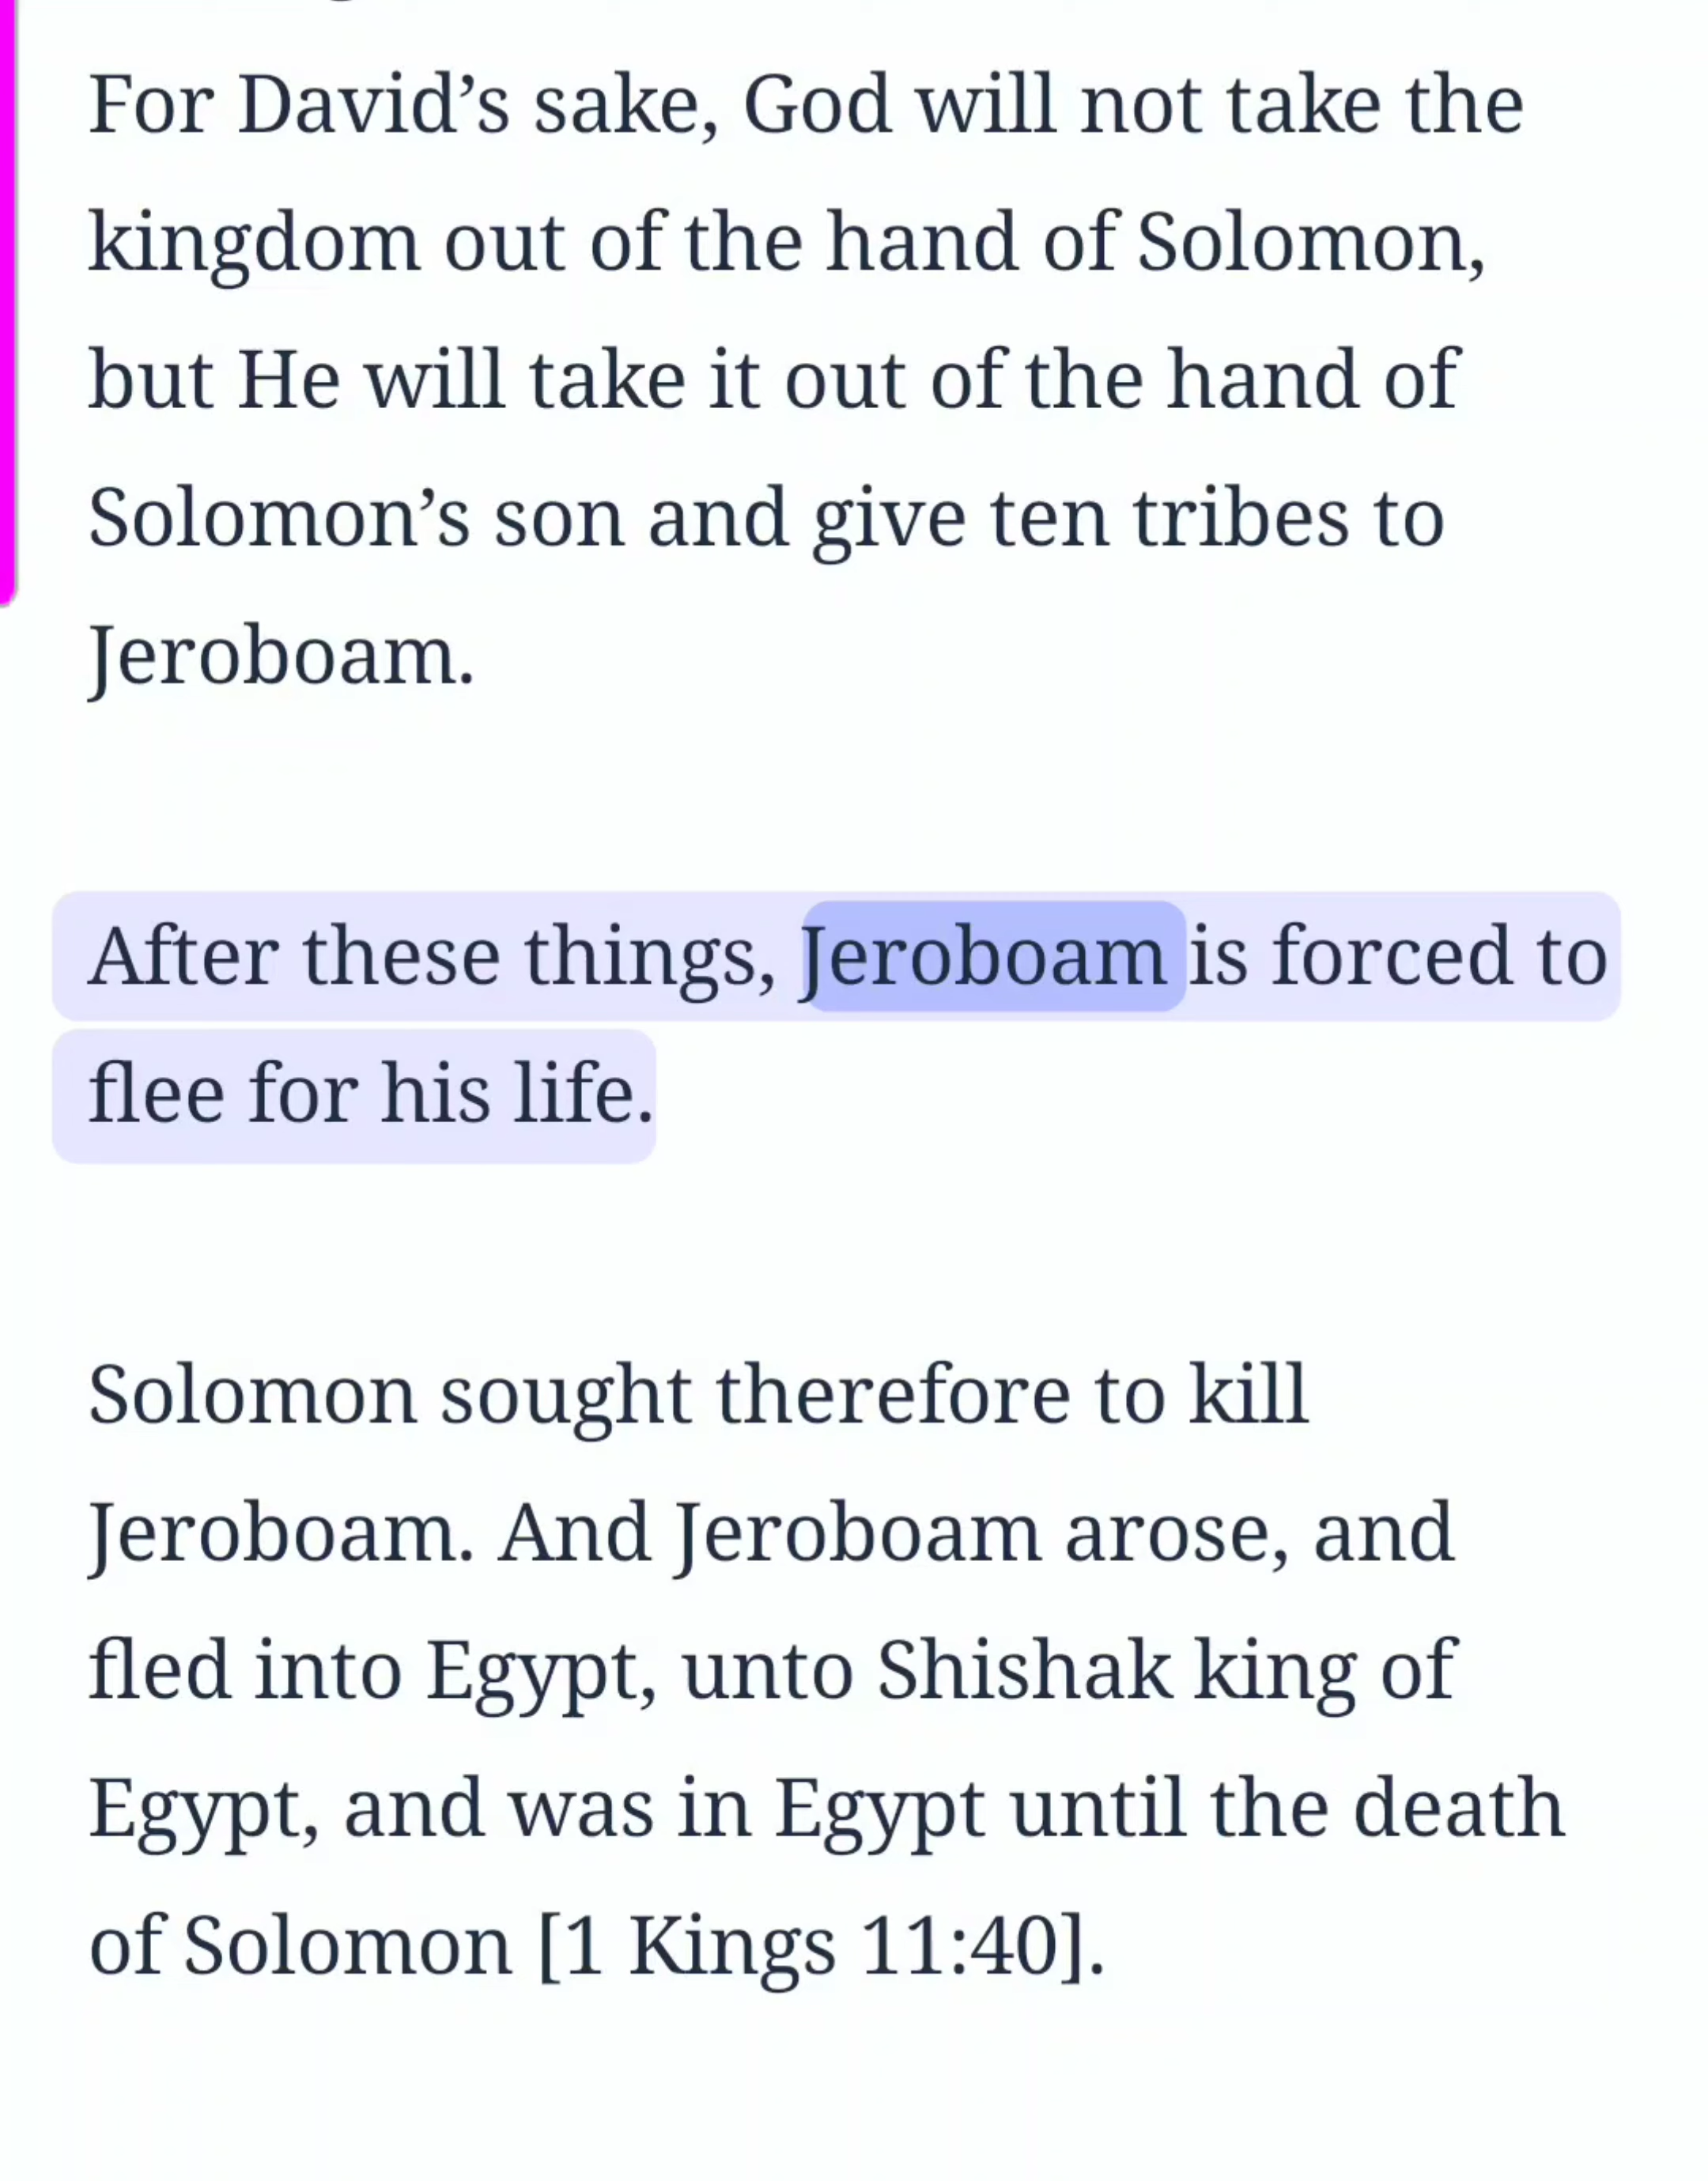 For David’s sake, God will not take the
kingdom out of the hand of Solomon,
but He will take it out of the hand of
Solomon’s son and give ten tribes to
Jeroboam.
After these things, Jeroboam is forced to
flee for his life.
Solomon sought therefore to kill
Jeroboam. And Jeroboam arose, and
fled into Egypt, unto Shishak king of
Egypt, and was in Egypt until the death
of Solomon [1 Kings 11:40].